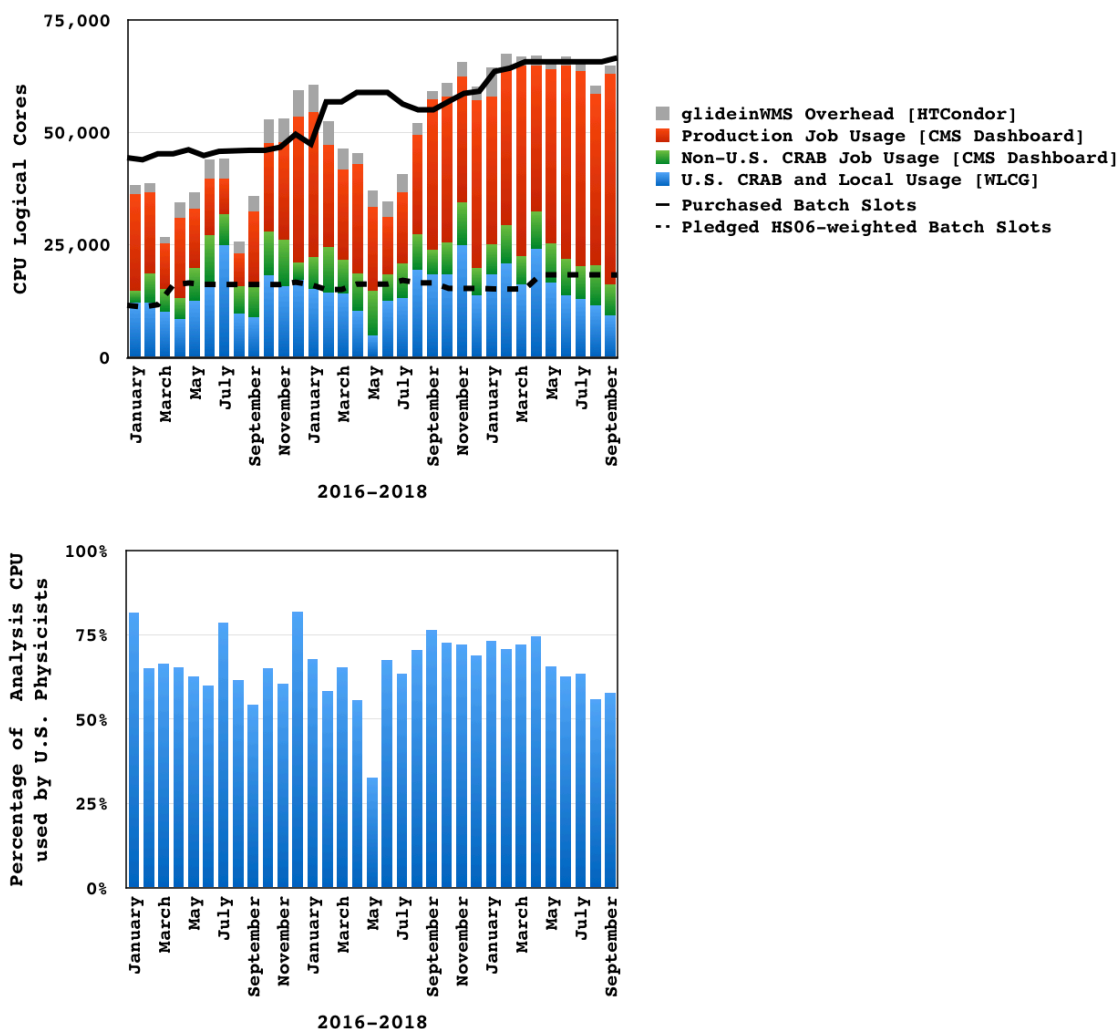 75,000
50,000
25,000
0
CPU Logical Cores
January
March
May
July
September
November
January
March
May
July
September
November
January
March
May
July
September
2016-2018
glideinWMS Overhead [HTCondor]
Production Job Usage [CMS Dashboard]
Non-U.S. CRAB Job Usage [CMS Dashboard]
U.S. CRAB and Local Usage [WLCG]
Purchased Batch Slots
Pledged HS06-weighted Batch Slots
100%
75%
50%
25%
0%
Percentage of Analysis CPU
used by U.S. Physicists
January
March
May
July
September
November
January
March
May
July
September
November
January
March
May
July
September
2016-2018